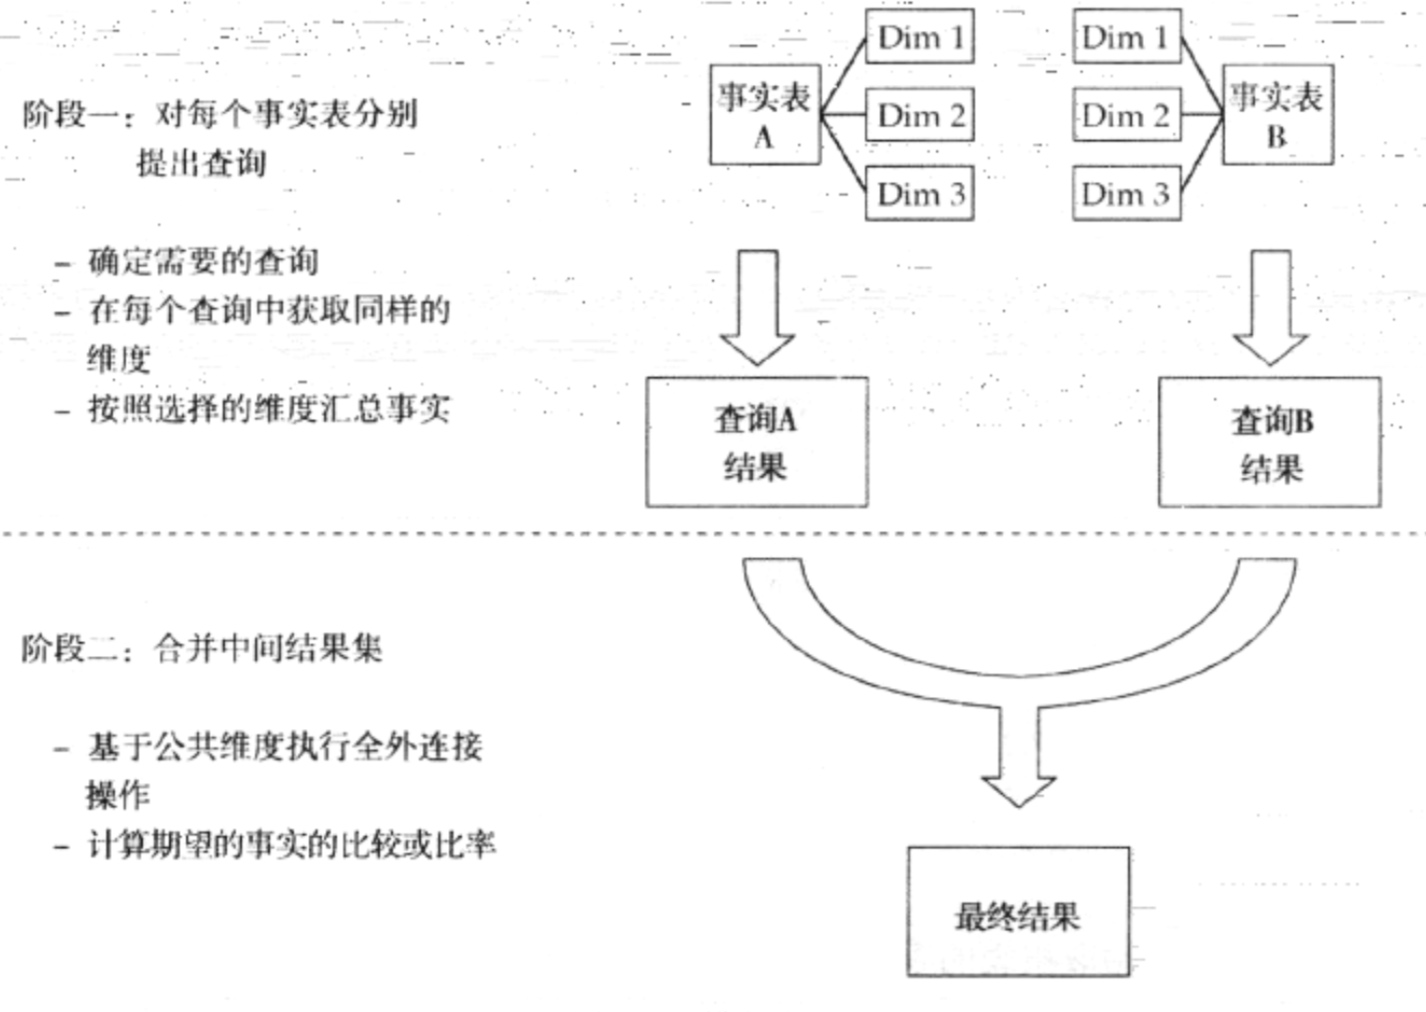 Dim 1
Dim 1
事实表
A
事实表
B
Dim 2
Dim 2
Dim 3
Dim 3
阶段一：对每个事实表分别
提出查询
– 确定需要的查询
– 在每个查询中获取同样的
维度
– 按照选择的维度汇总事实
查询A
结果
查询B
结果
阶段二：合并中间结果集
– 基于公共维度执行全外连接
操作
– 计算期望的事实的比较或比率
最终结果